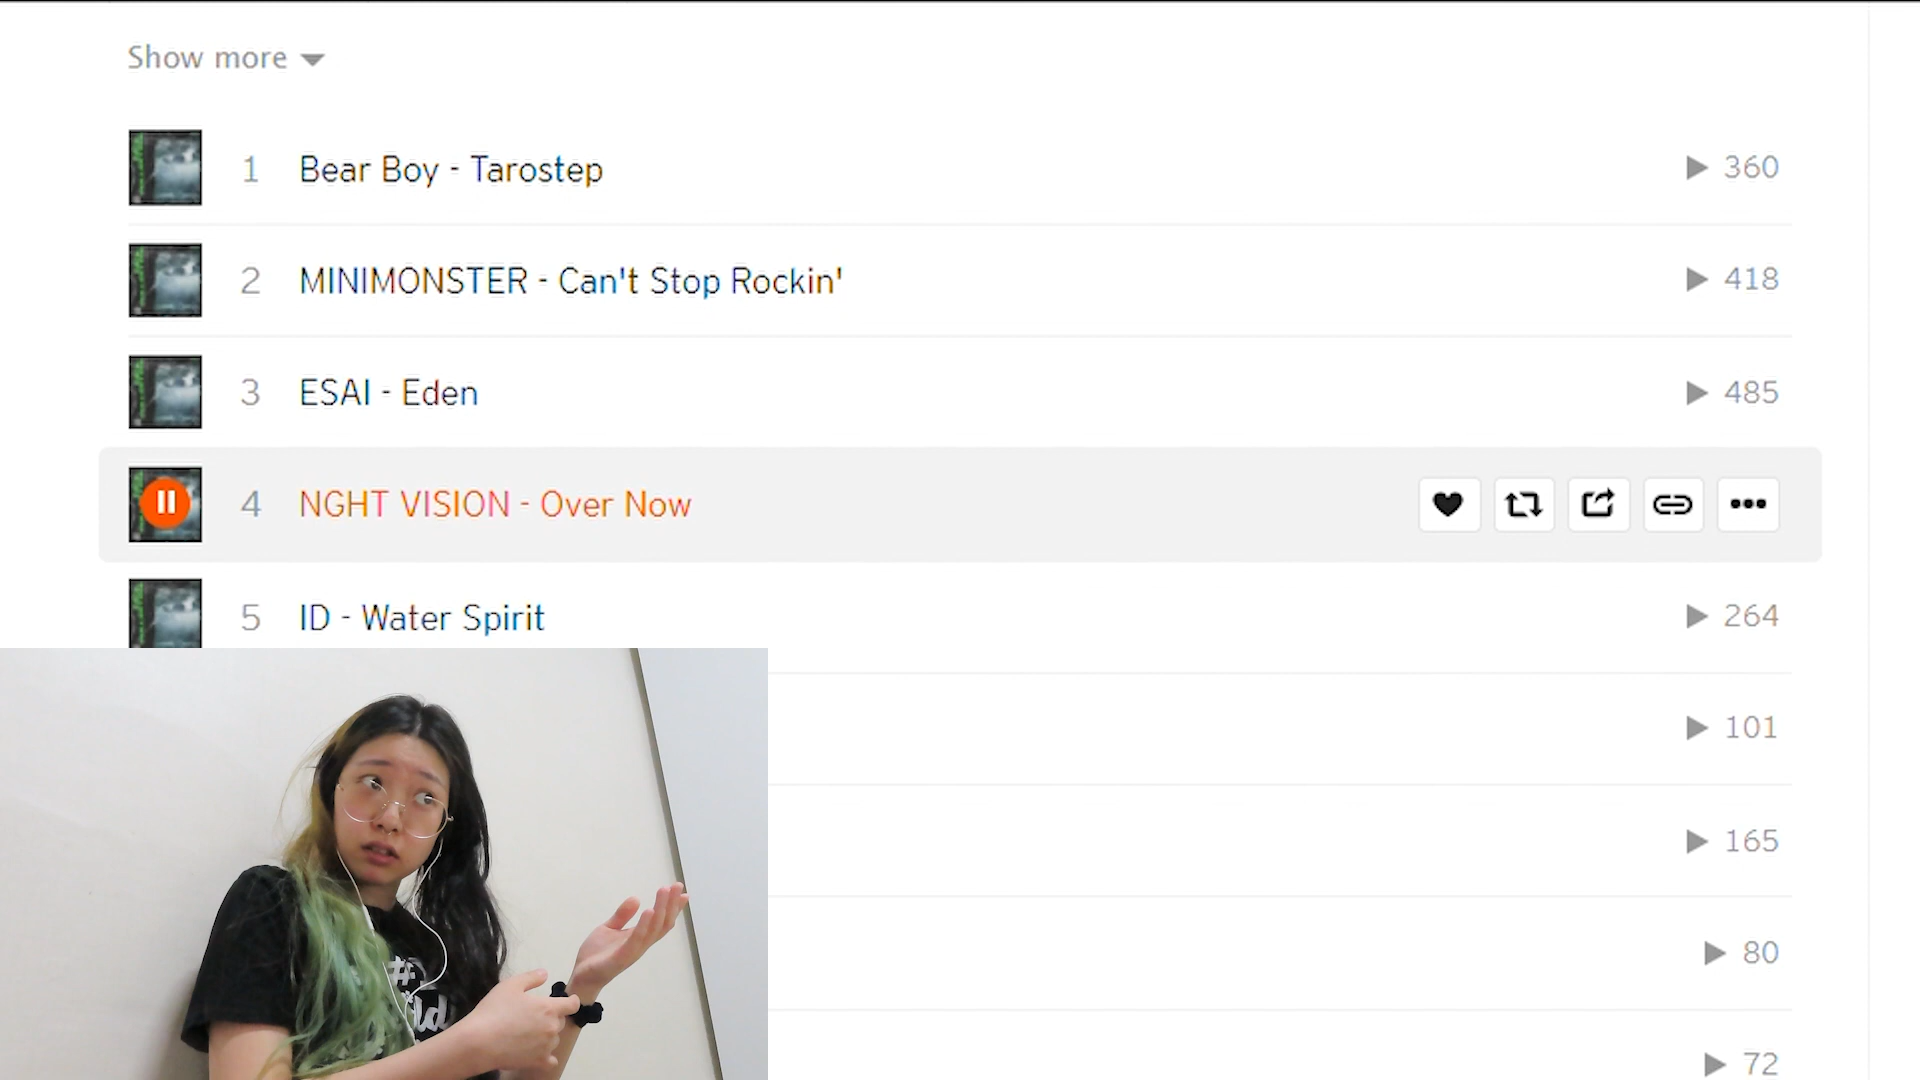 Show more
1 Bear Boy - Tarostep 360
2 MINIMONSTER - Can't Stop Rockin' 418
3 ESAI - Eden 485
4 NGHT VISION - Over Now
5 ID - Water Spirit 264
101
165
80
72
#